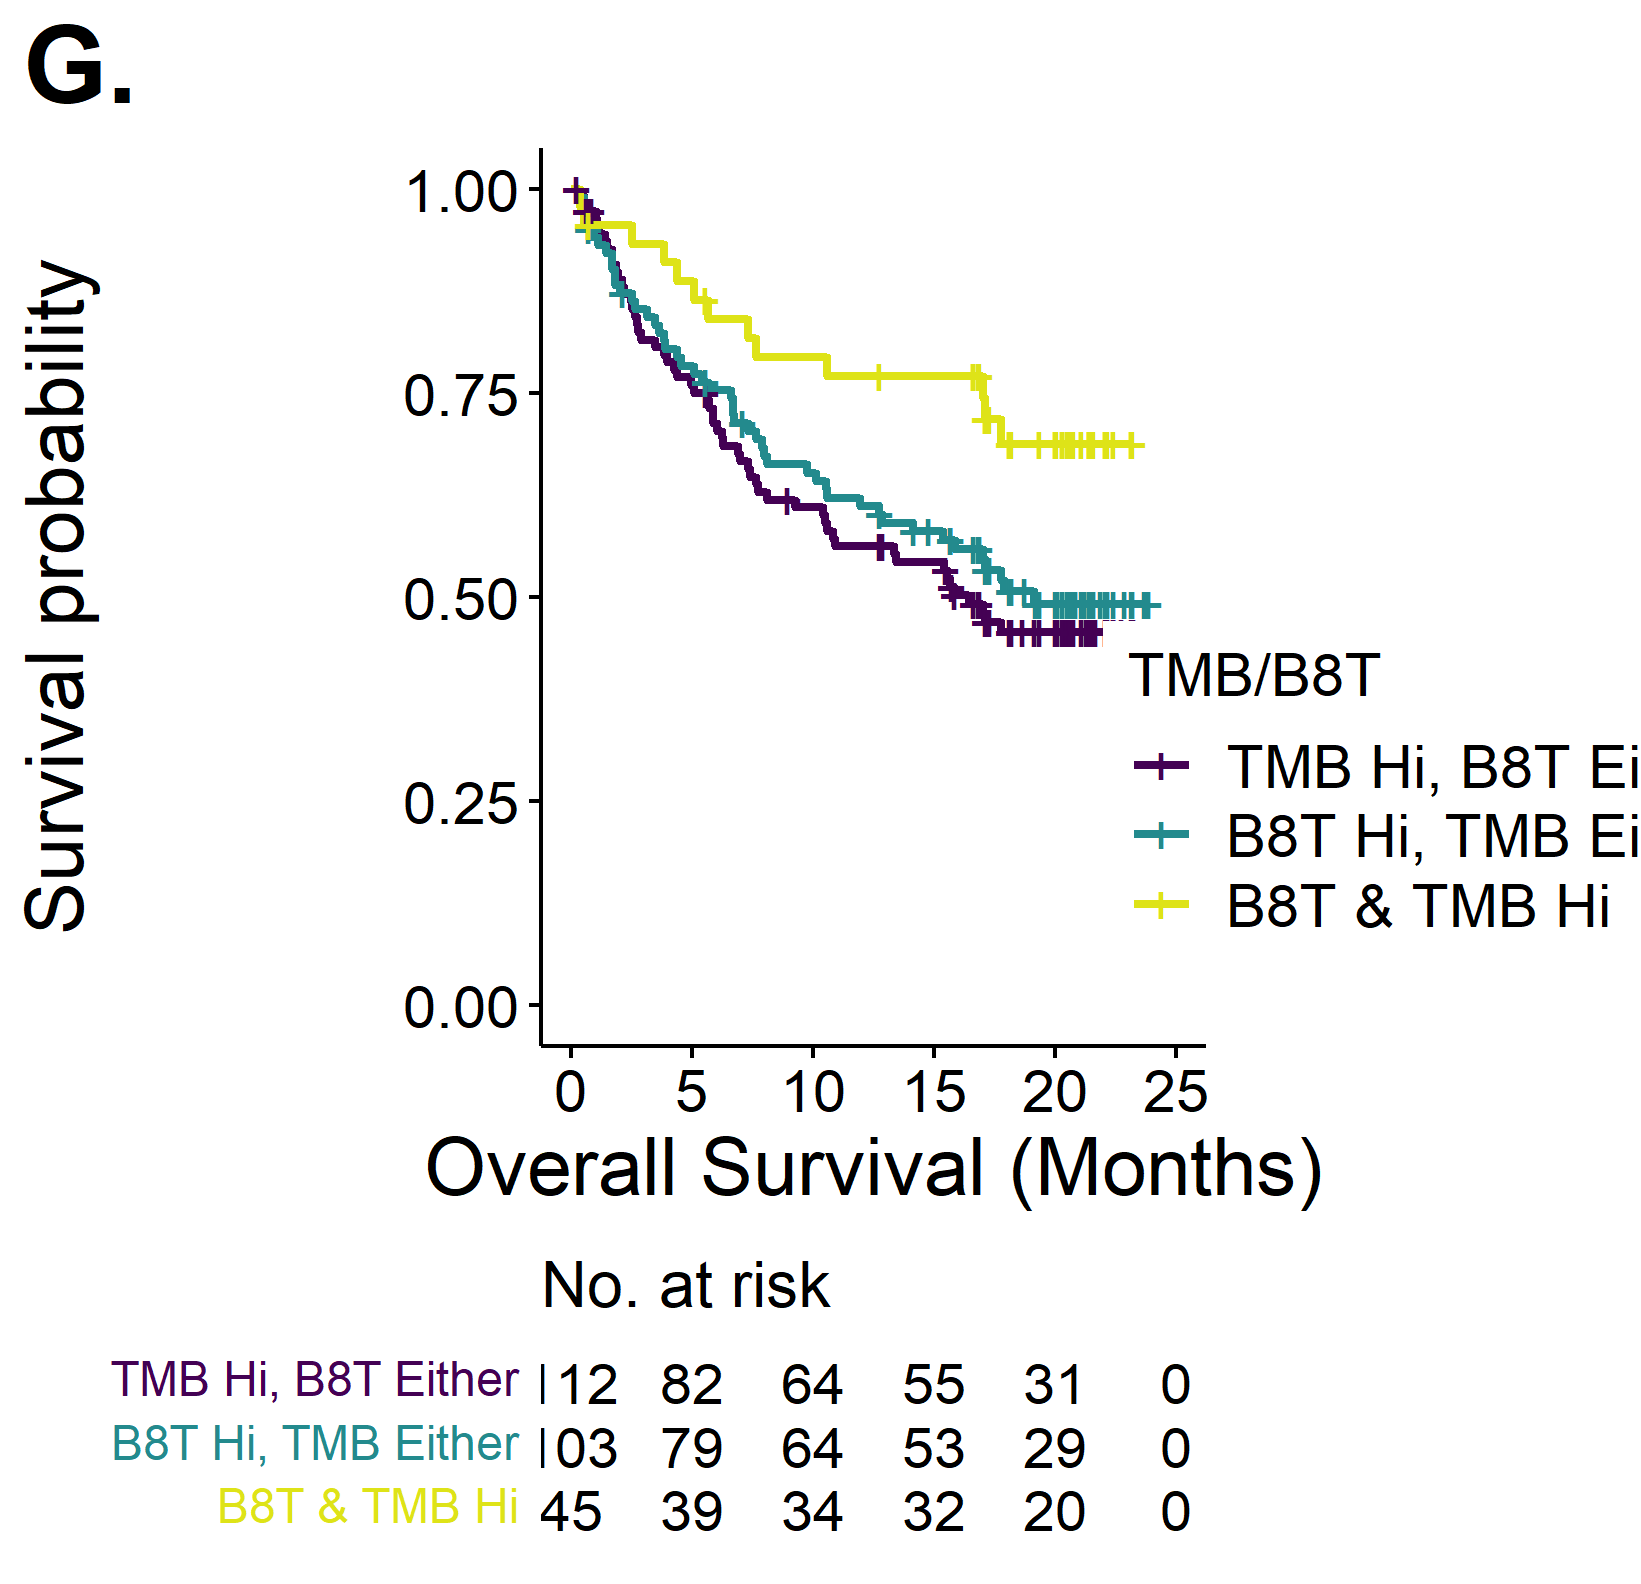 G.
Survival probability
1.00
0.75
0.50
0.25
0.00
0 5 10 15 20 25
Overall Survival (Months)
TMB/B8T
TMB Hi, B8T Ei
B8T Hi, TMB Ei
B8T & TMB Hi
No. at risk
TMB Hi, B8T Either 112 82 64 55 31 0
B8T Hi, TMB Either 103 79 64 53 29 0
B8T & TMB Hi 45 39 34 32 20 0